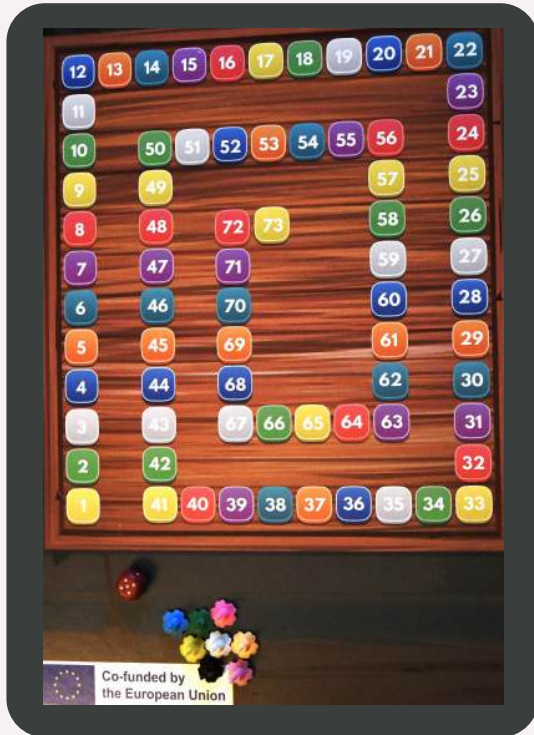 12 13 14 15 16 17 18 19 20 21 22
11 23
10 50 51 52 53 54 55 56 24
9 49 57 25
8 48 72 73 58 26
7 47 71 59 27
6 46 70 60 28
5 45 69 61 29
4 44 68 62 30
3 43 67 66 65 64 63 31
2 42 32
1 41 40 39 38 37 36 35 34 33
Co-funded by
the European Union